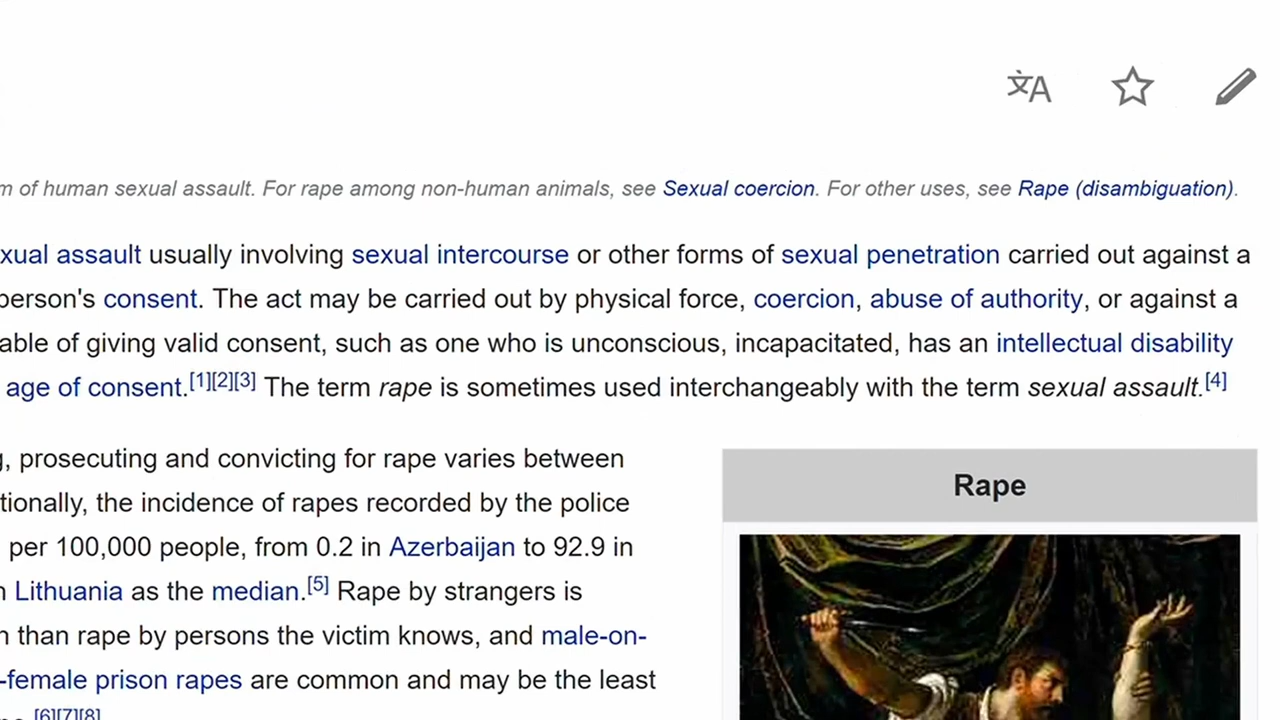 文A
m of human sexual assault. For rape among non-human animals, see Sexual coercion. For other uses, see Rape (disambiguation).
xual assault usually involving sexual intercourse or other forms of sexual penetration carried out against a
person's consent. The act may be carried out by physical force, coercion, abuse of authority, or against a
able of giving valid consent, such as one who is unconscious, incapacitated, has an intellectual disability
age of consent.[1][2][3] The term rape is sometimes used interchangeably with the term sexual assault.[4]
g, prosecuting and convicting for rape varies between
tionally, the incidence of rapes recorded by the police
per 100,000 people, from 0.2 in Azerbaijan to 92.9 in
n Lithuania as the median.[5] Rape by strangers is
n than rape by persons the victim knows, and male-on-
-female prison rapes are common and may be the least
[6][7][8]
Rape